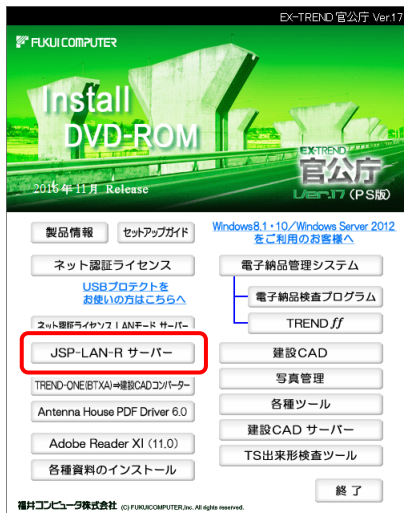 EX-TREND 官公庁 Ver.17
FUKUI COMPUTER
Install
DVD-ROM
2016年11月 Release
EX-TREND
官公庁
Ver.17 (PS版)
製品情報
セットアップガイド
Windows8.1・10／Windows Server 2012
をご利用のお客様へ
ネット認証ライセンス
USBプロテクトを
お使いの方はこちらへ
ネット認証ライセンス LANモード サーバー
JSP-LAN-R サーバー
TREND-ONE(BTXA)⇒建設CADコンバーター
Antenna House PDF Driver 6.0
Adobe Reader XI (11.0)
各種資料のインストール
電子納品管理システム
電子納品検査プログラム
TREND ff
建設CAD
写真管理
各種ツール
建設CAD サーバー
TS出来形検査ツール
終了
福井コンピュータ株式会社 (C) FUKUICOMPUTER,Inc. All rights reserved.